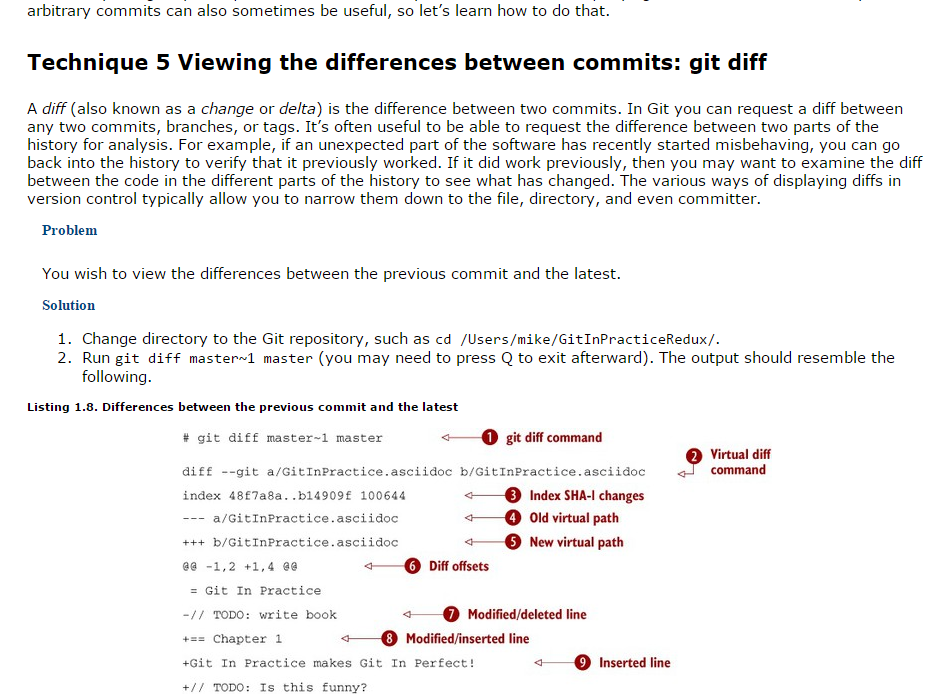 arbitrary commits can also sometimes be useful, so let's learn how to do that.
Technique 5 Viewing the differences between commits: git diff
A diff (also known as a change or delta) is the difference between two commits. In Git you can request a diff between
any two commits, branches, or tags. It's often useful to be able to request the difference between two parts of the
history for analysis. For example, if an unexpected part of the software has recently started misbehaving, you can go
back into the history to verify that it previously worked. If it did work previously, then you may want to examine the diff
between the code in the different parts of the history to see what has changed. The various ways of displaying diffs in
version control typically allow you to narrow them down to the file, directory, and even committer.
Problem
You wish to view the differences between the previous commit and the latest.
Solution
1. Change directory to the Git repository, such as cd /Users/mike/GitInPracticeRedux/.
2. Run git diff master~1 master (you may need to press Q to exit afterward). The output should resemble the
following.
Listing 1.8. Differences between the previous commit and the latest
# git diff master~1 master 1 git diff command
2 Virtual diff
command
diff --git a/GitInPractice.asciidoc b/GitInPractice.asciidoc
index 48f7a8a..b14909f 100644 3 Index SHA-1 changes
--- a/GitInPractice.asciidoc 4 Old virtual path
+++ b/GitInPractice.asciidoc 5 New virtual path
@@ -1,2 +1,4 @@ 6 Diff offsets
= Git In Practice
-// TODO: write book 7 Modified/deleted line
+== Chapter 1 8 Modified/inserted line
+Git In Practice makes Git In Perfect! 9 Inserted line
+// TODO: Is this funny?